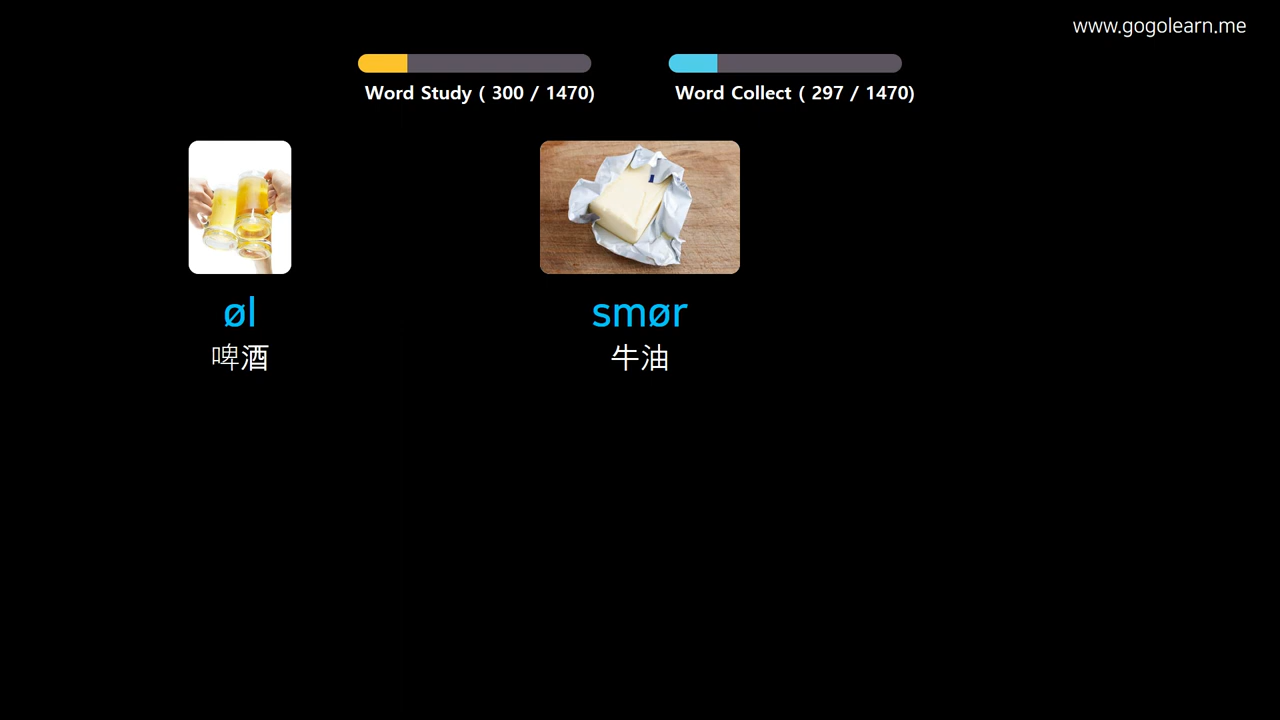 www.gogolearn.me
Word Study ( 300 / 1470)
Word Collect ( 297 / 1470)
øl
啤酒
smør
牛油